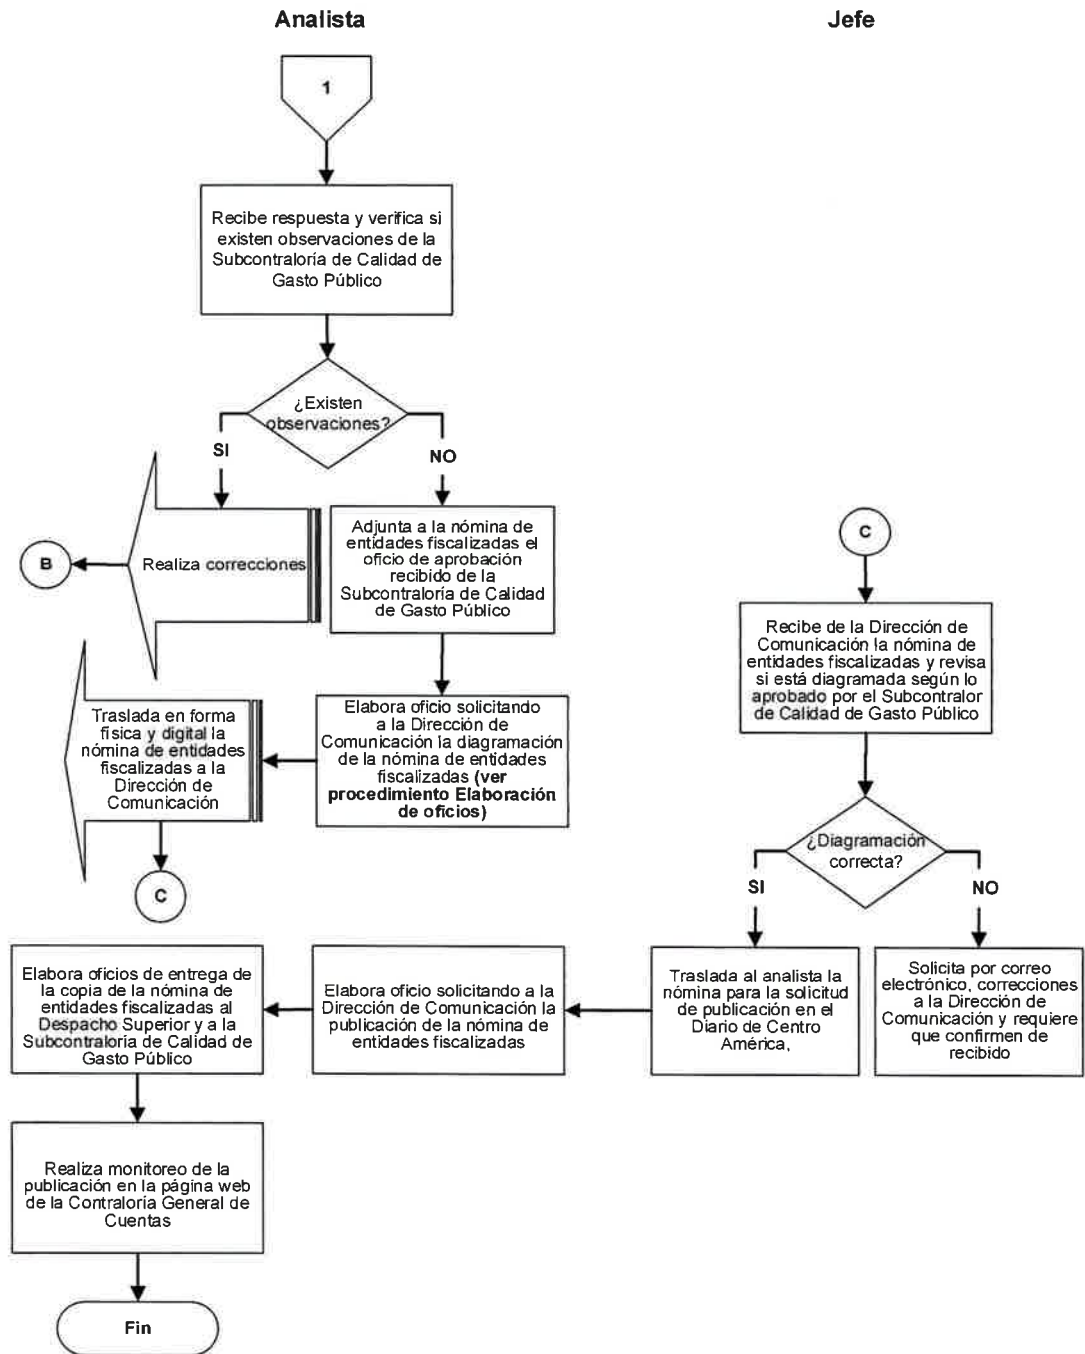 Analista
Jefe
1
Recibe respuesta y verifica si
existen observaciones de la
Subcontraloría de Calidad de
Gasto Público
¿Existen
observaciones?
SI
NO
B
Realiza correcciones
Adjunta a la nómina de
entidades fiscalizadas el
oficio de aprobación
recibido de la
Subcontraloría de Calidad
de Gasto Público
Traslada en forma
física y digital la
nómina de entidades
fiscalizadas a la
Dirección de
Comunicación
Elabora oficio solicitando
a la Dirección de
Comunicación la diagramación
de la nómina de entidades
fiscalizadas (ver
procedimiento Elaboración
de oficios)
C
C
Recibe de la Dirección de
Comunicación la nómina de
entidades fiscalizadas y revisa
si está diagramada según lo
aprobado por el Subcontralor
de Calidad de Gasto Público
¿Diagramación
correcta?
SI
NO
Elabora oficios de entrega de
la copia de la nómina de
entidades fiscalizadas al
Despacho Superior y a la
Subcontraloría de Calidad de
Gasto Público
Elabora oficio solicitando a la
Dirección de Comunicación la
publicación de la nómina de
entidades fiscalizadas
Traslada al analista la
nómina para la solicitud
de publicación en el
Diario de Centro
América,
Solicita por correo
electrónico, correcciones
a la Dirección de
Comunicación y requiere
que confirmen de
recibido
Realiza monitoreo de la
publicación en la página web
de la Contraloría General de
Cuentas
Fin